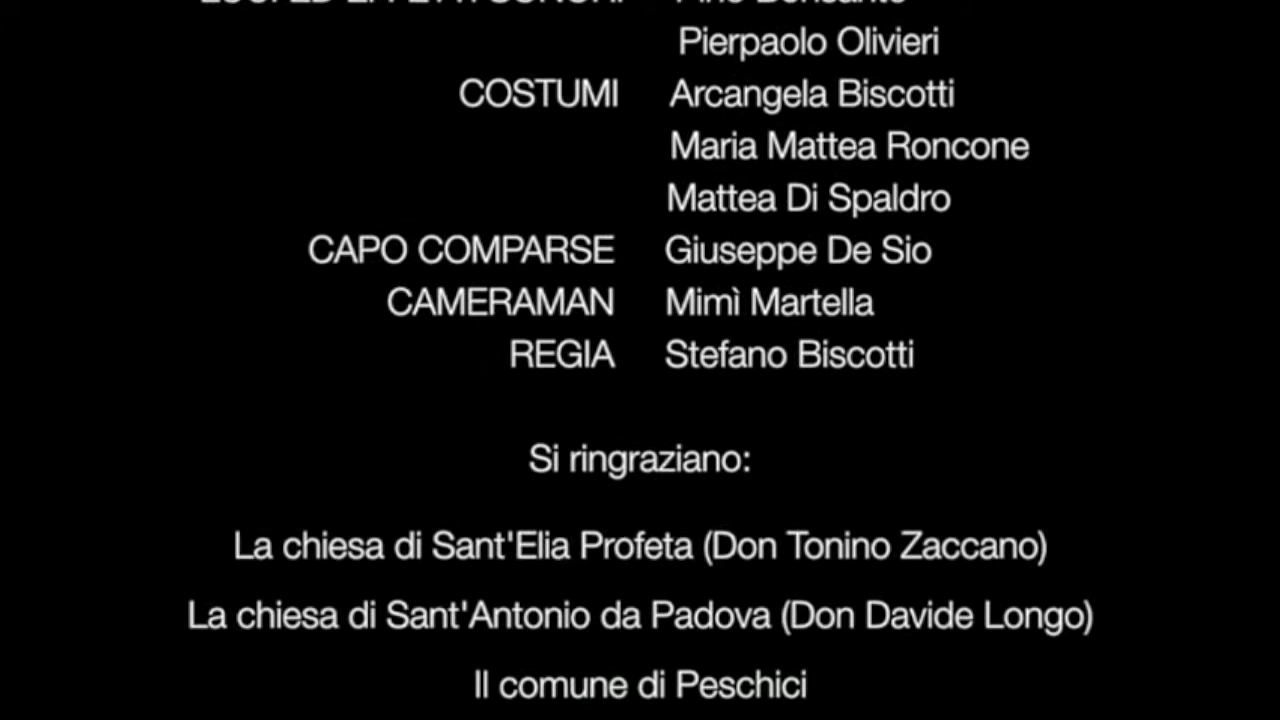 Pierpaolo Olivieri
COSTUMI Arcangela Biscotti
Maria Mattea Roncone
Mattea Di Spaldro
CAPO COMPARSE Giuseppe De Sio
CAMERAMAN Mimì Martella
REGIA Stefano Biscotti
Si ringraziano:
La chiesa di Sant'Elia Profeta (Don Tonino Zaccano)
La chiesa di Sant'Antonio da Padova (Don Davide Longo)
Il comune di Peschici